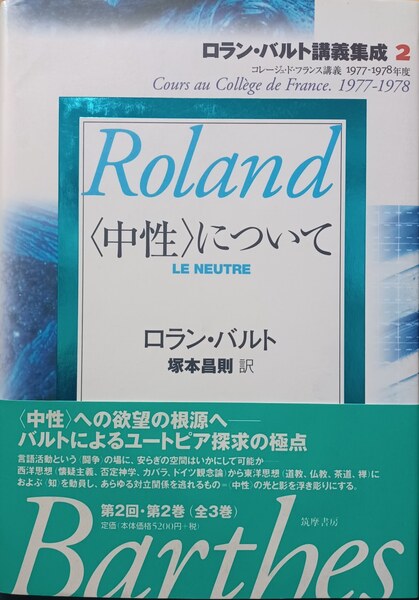 ロラン・バルト講義集成 2
コレージュ・ド・フランス講義 1977-1978年度
Cours au Collège de France. 1977-1978
Roland
〈中性〉について
LE NEUTRE
ロラン・バルト
塚本昌則 訳
〈中性〉への欲望の根源へ――
バルトによるユートピア探求の極点
言語活動という〈闘争〉の場に、安らぎの空間はいかにして可能か
西洋思想(懐疑主義、否定神学、カバラ、ドイツ観念論)から東洋思想(道教、仏教、茶道、禅)に
およぶ〈知〉を動員し、あらゆる対立関係を逃れるもの=〈中性〉の光と影を浮き彫りにする。
第2回・第2巻〈全3巻〉
定価(本体価格5,200円+税)
筑摩書房
Barthes